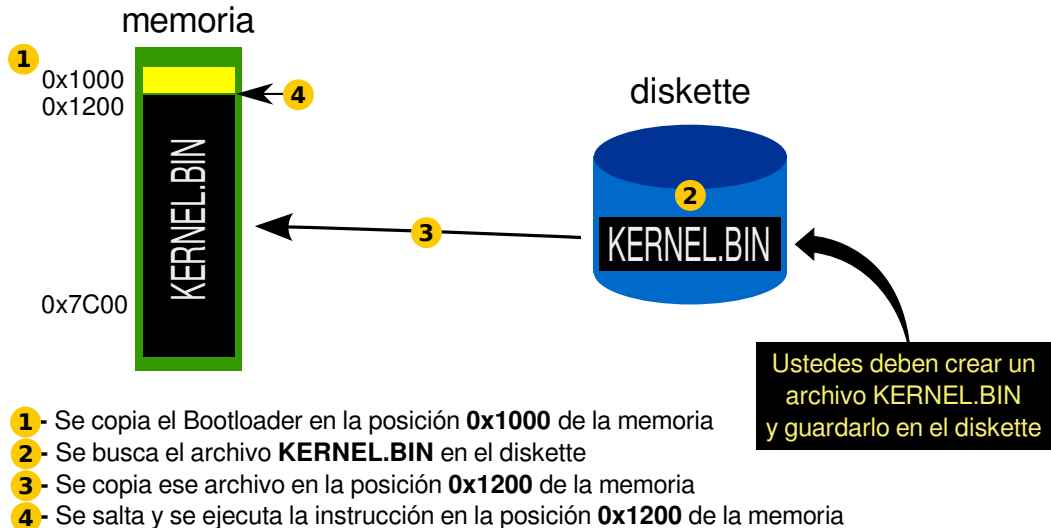 memoria
1
0x1000
0x1200
4
diskette
KERNEL.BIN
2
3
KERNEL.BIN
0x7C00
Ustedes deben crear un
archivo KERNEL.BIN
y guardarlo en el diskette
1- Se copia el Bootloader en la posición 0x1000 de la memoria
2- Se busca el archivo KERNEL.BIN en el diskette
3- Se copia ese archivo en la posición 0x1200 de la memoria
4- Se salta y se ejecuta la instrucción en la posición 0x1200 de la memoria